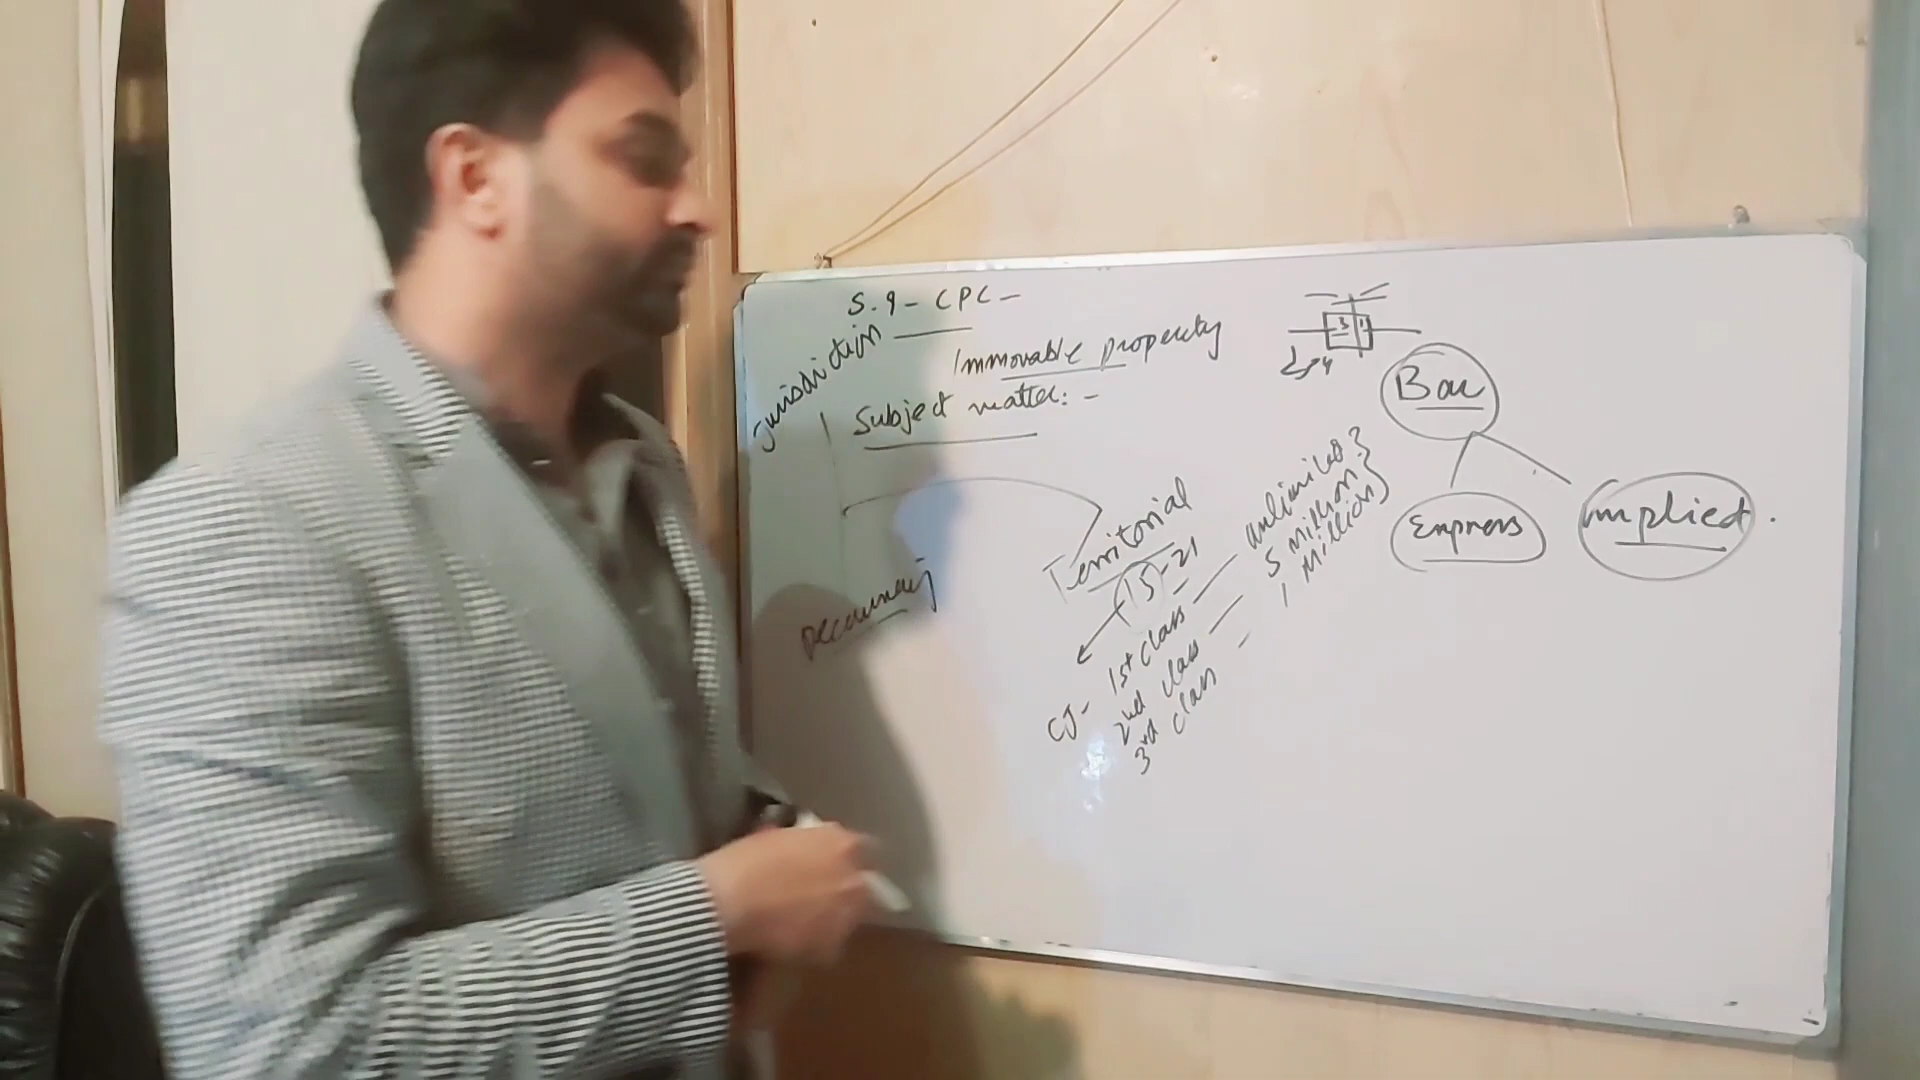 S. 9 - CPC -
Jurisdiction
Immovable property
Subject matter: -
Territorial
15-21
Pecuniary
CJ- 1st class - unlimited
2nd class - 5 million
3rd class - 1 Million
3
Bar
Express
implied.